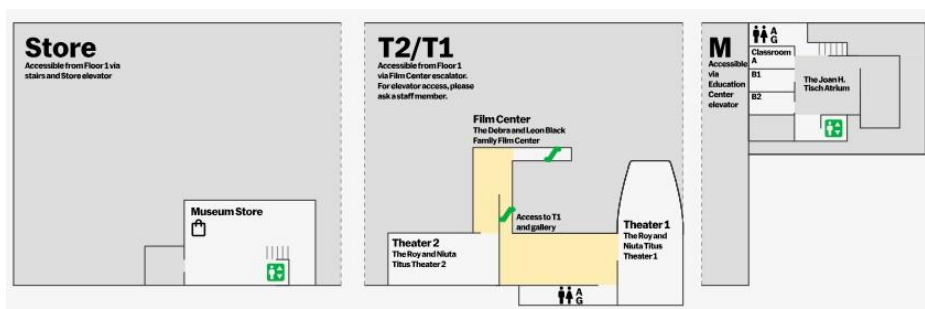 Store
Accessible from Floor 1 via
stairs and Store elevator
Museum Store
T2/T1
Accessible from Floor 1
via Film Center escalator.
For elevator access, please
ask a staff member.
Film Center
The Debra and Leon Black
Family Film Center
Access to T1
and gallery
Theater 2
The Roy and Niuta
Titus Theater 2
Theater 1
The Roy and
Niuta Titus
Theater 1
A
G
M
Accessible
via
Education
Center
elevator
A
G
Classroom
A
B1
B2
The Joan H.
Tisch Atrium